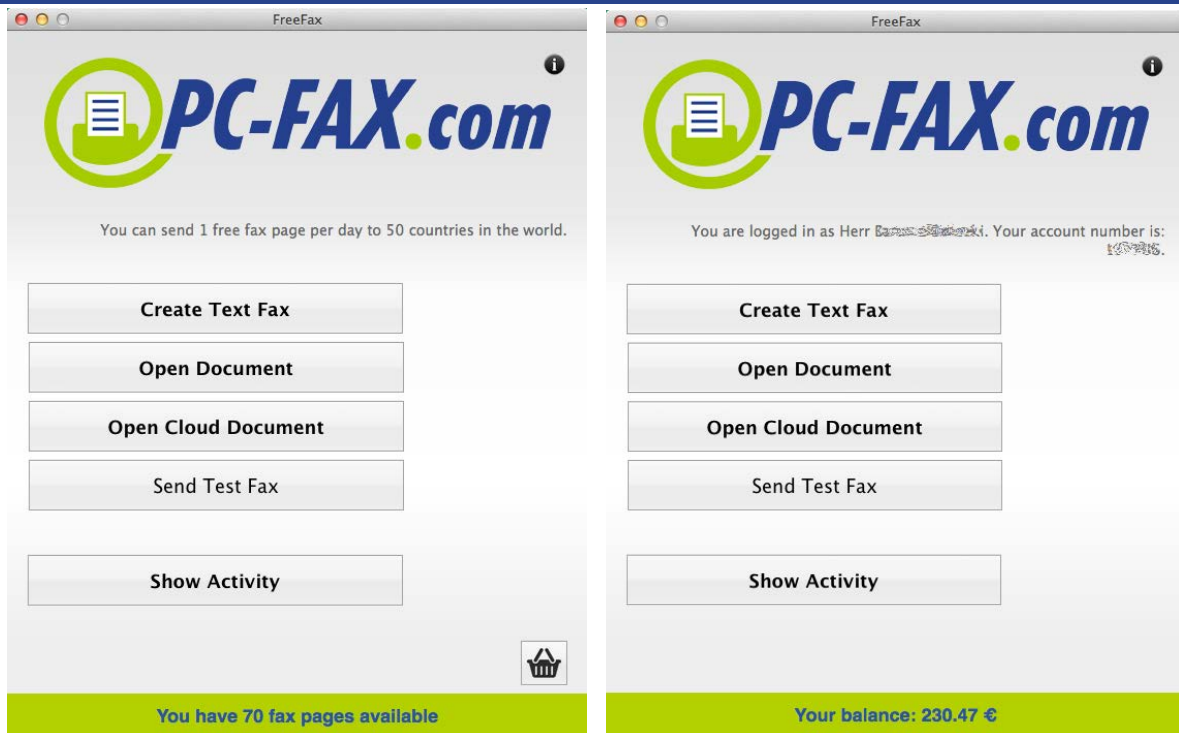 FreeFax
PC-FAX.com
You can send 1 free fax page per day to 50 countries in the world.
Create Text Fax
Open Document
Open Cloud Document
Send Test Fax
Show Activity
You have 70 fax pages available
FreeFax
PC-FAX.com
You are logged in as Herr . Your account number is:
Create Text Fax
Open Document
Open Cloud Document
Send Test Fax
Show Activity
Your balance: 230.47 €